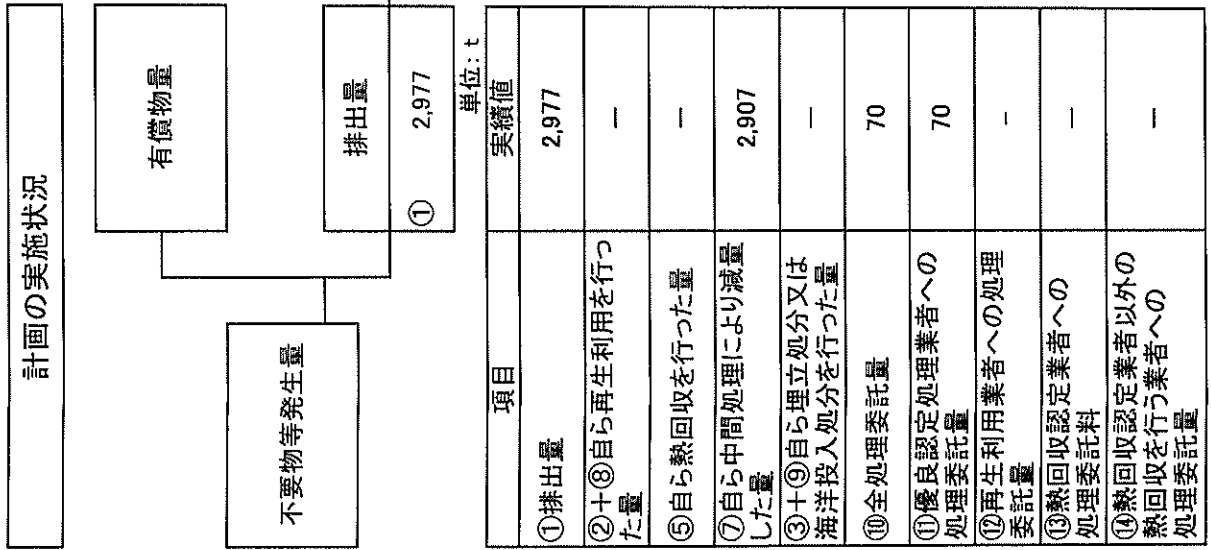 計画の実施状況
有償物量
不要物等発生量
排出量
① 2,977
単位:t
項目 実績値
①排出量 2,977
②+⑧自ら再生利用を行っ
た量 －
⑤自ら熱回収を行った量 －
⑦自ら中間処理により減量
した量 2,907
③+⑨自ら埋立処分又は
海洋投入処分を行った量 －
⑩全処理委託量 70
⑪優良認定処理業者への
処理委託量 70
⑫再生利用業者への処理
委託量 －
⑬熱回収認定業者への
処理委託料 －
⑭熱回収認定業者以外の
熱回収を行う業者への
処理委託量 －